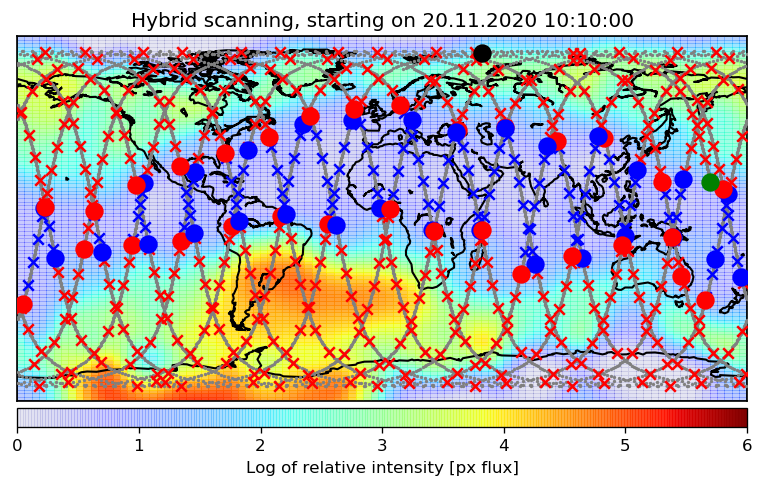 Hybrid scanning, starting on 20.11.2020 10:10:00
0 1 2 3 4 5 6
Log of relative intensity [px flux]